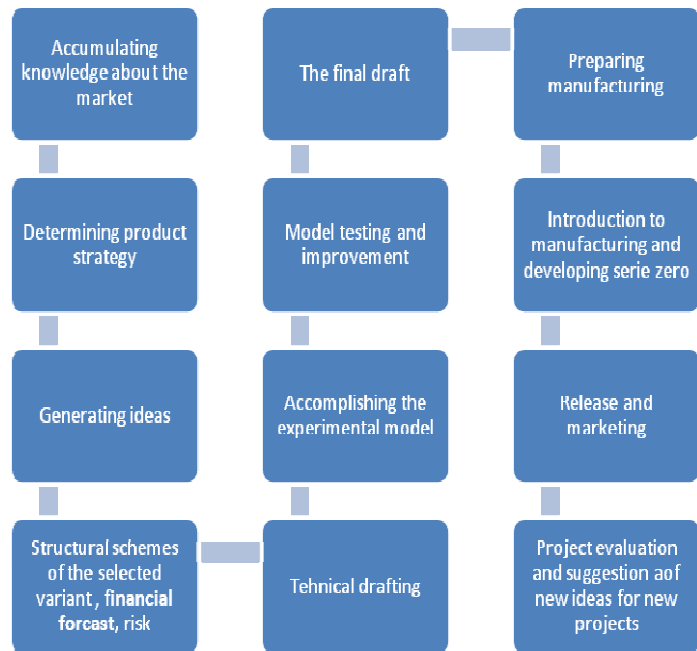 Accumulating
knowledge about the
market
Determining product
strategy
Generating ideas
Structural schemes
of the selected
variant , financial
forcast, risk
Tehnical drafting
Accomplishing the
experimental model
Model testing and
improvement
The final draft
Preparing
manufacturing
Introduction to
manufacturing and
developing serie zero
Release and
marketing
Project evaluation
and suggestion aof
new ideas for new
projects